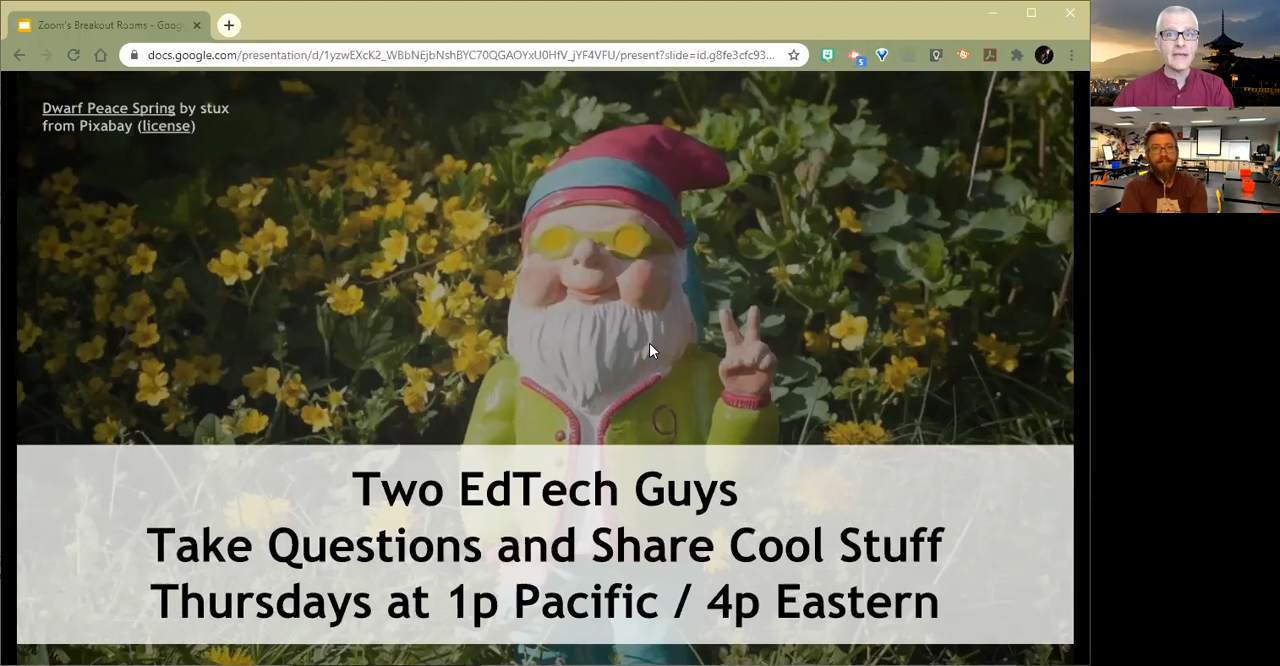 Zoom's Breakout Rooms - Goog
docs.google.com/presentation/d/1yzwEXcK2_WBbNEjbNshBYC70QGAOYxU0HfV_jYF4VFU/present?slide=id.g8fe3cfc93...
5
Dwarf Peace Spring by stux
from Pixabay (license)
Two EdTech Guys
Take Questions and Share Cool Stuff
Thursdays at 1p Pacific / 4p Eastern